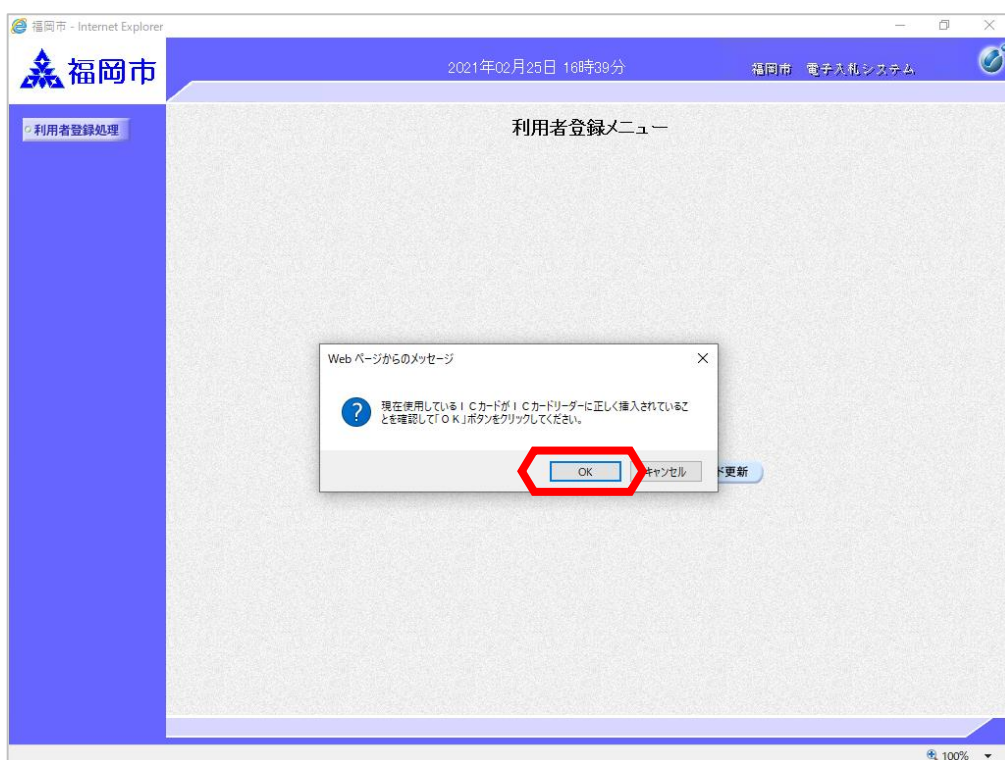 福岡市 - Internet Explorer
福岡市
2021年02月25日 16時39分
福岡市 電子入札システム
利用者登録処理
利用者登録メニュー
Web ページからのメッセージ
?
現在使用しているＩＣカードがＩＣカードリーダーに正しく挿入されているこ
とを確認して「ＯＫ」ボタンをクリックしてください。
OK
キャンセル
ド更新
100%